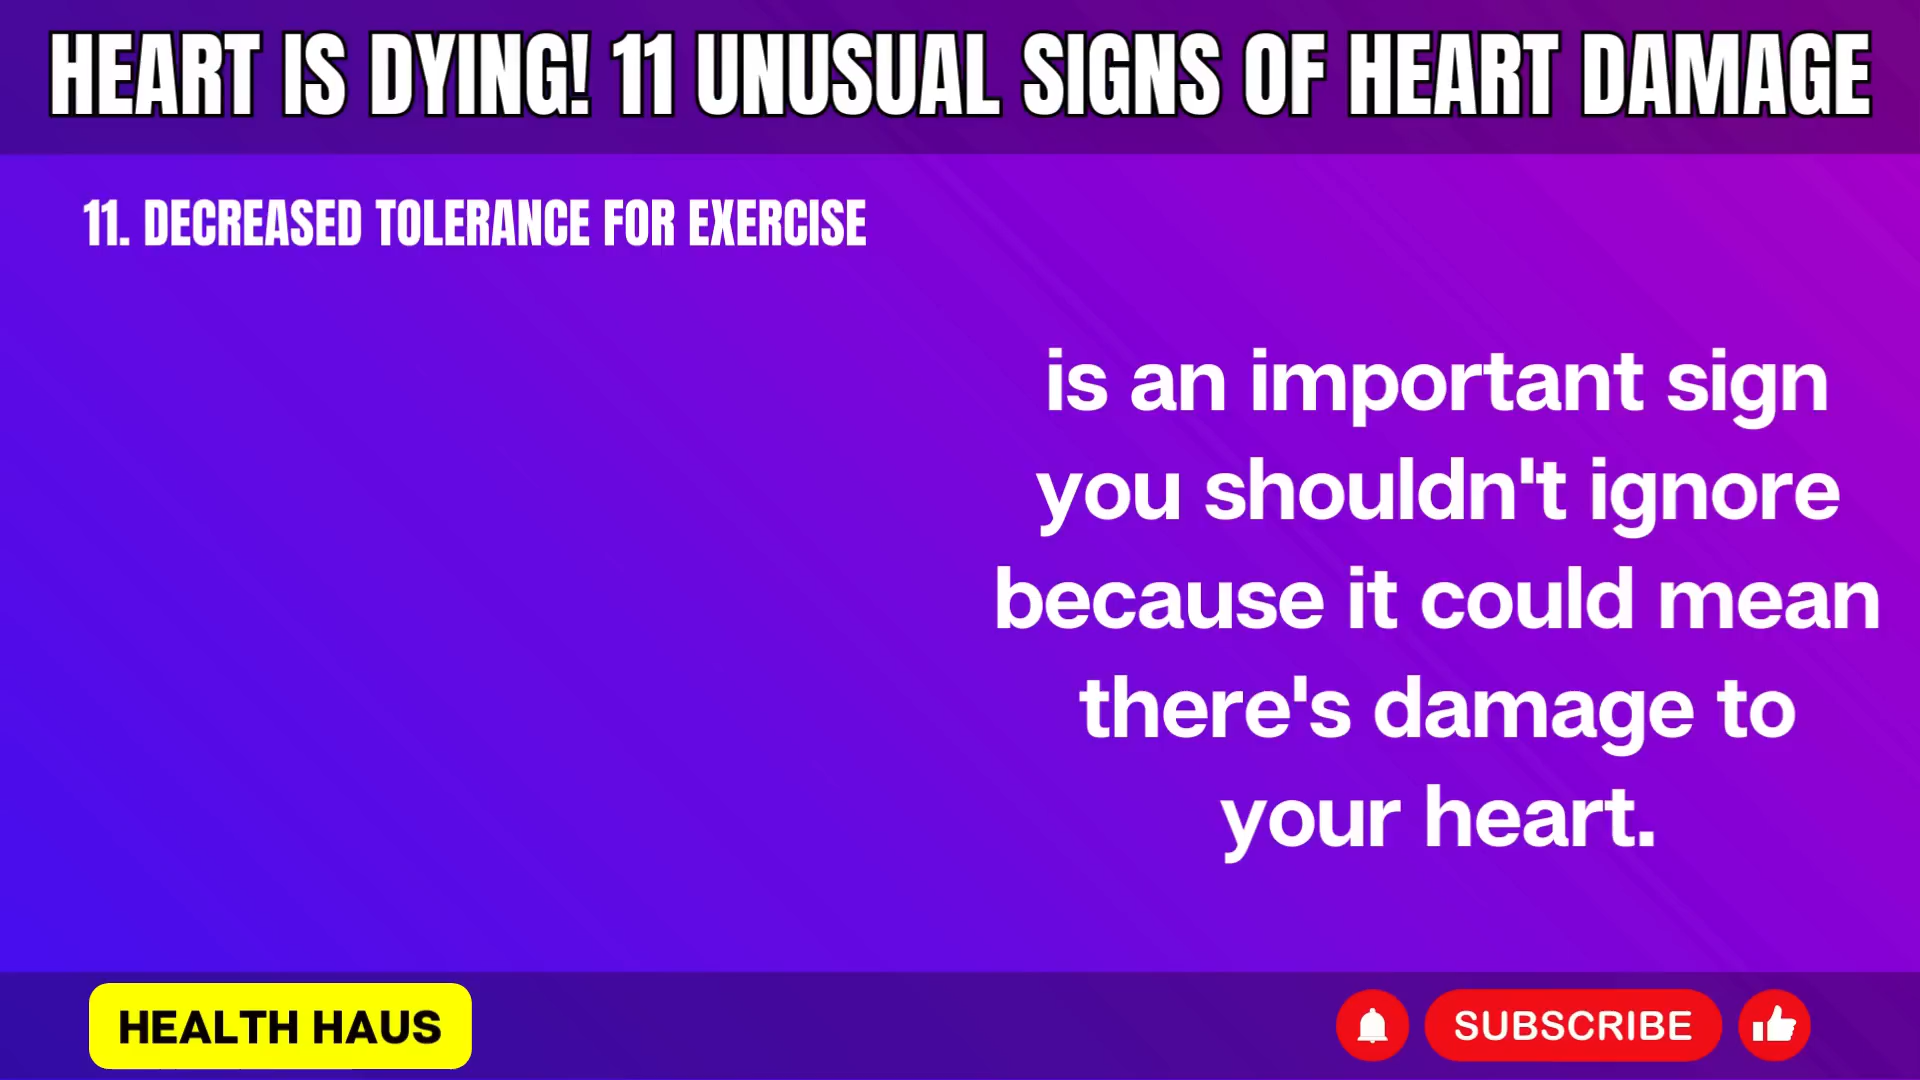 HEART IS DYING! 11 UNUSUAL SIGNS OF HEART DAMAGE
11. DECREASED TOLERANCE FOR EXERCISE
is an important sign
you shouldn't ignore
because it could mean
there's damage to
your heart.
HEALTH HAUS
SUBSCRIBE